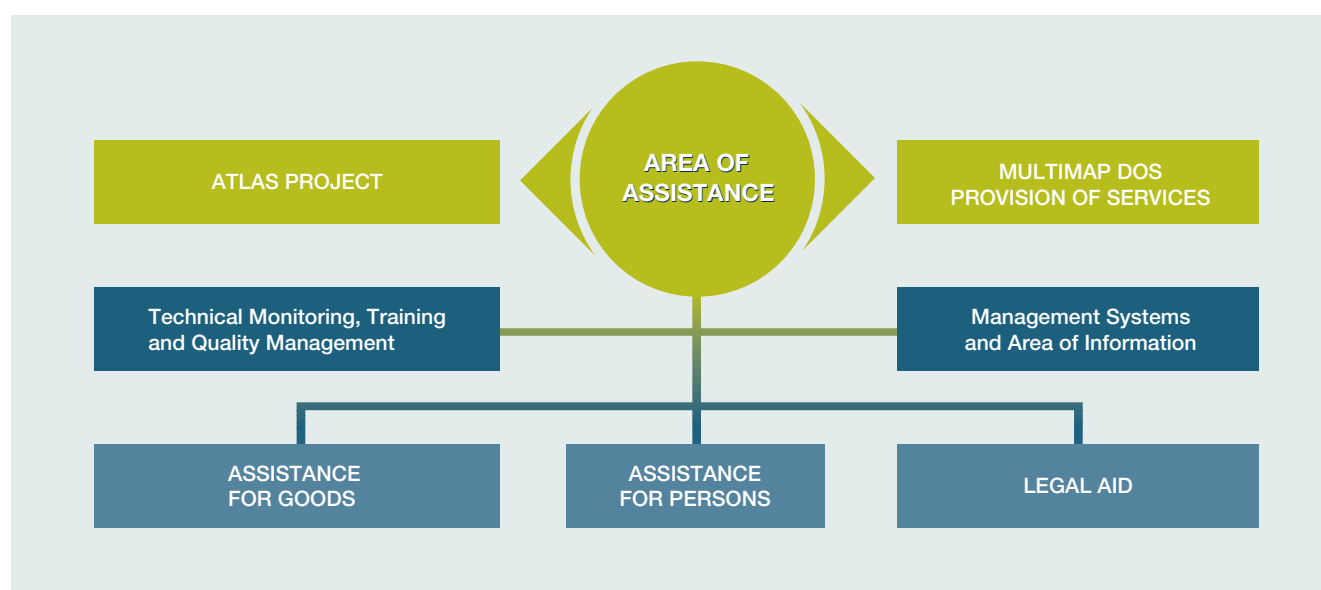 AREA OF
ASSISTANCE
ATLAS PROJECT
MULTIMAP DOS
PROVISION OF SERVICES
Technical Monitoring, Training
and Quality Management
Management Systems
and Area of Information
ASSISTANCE
FOR GOODS
ASSISTANCE
FOR PERSONS
LEGAL AID